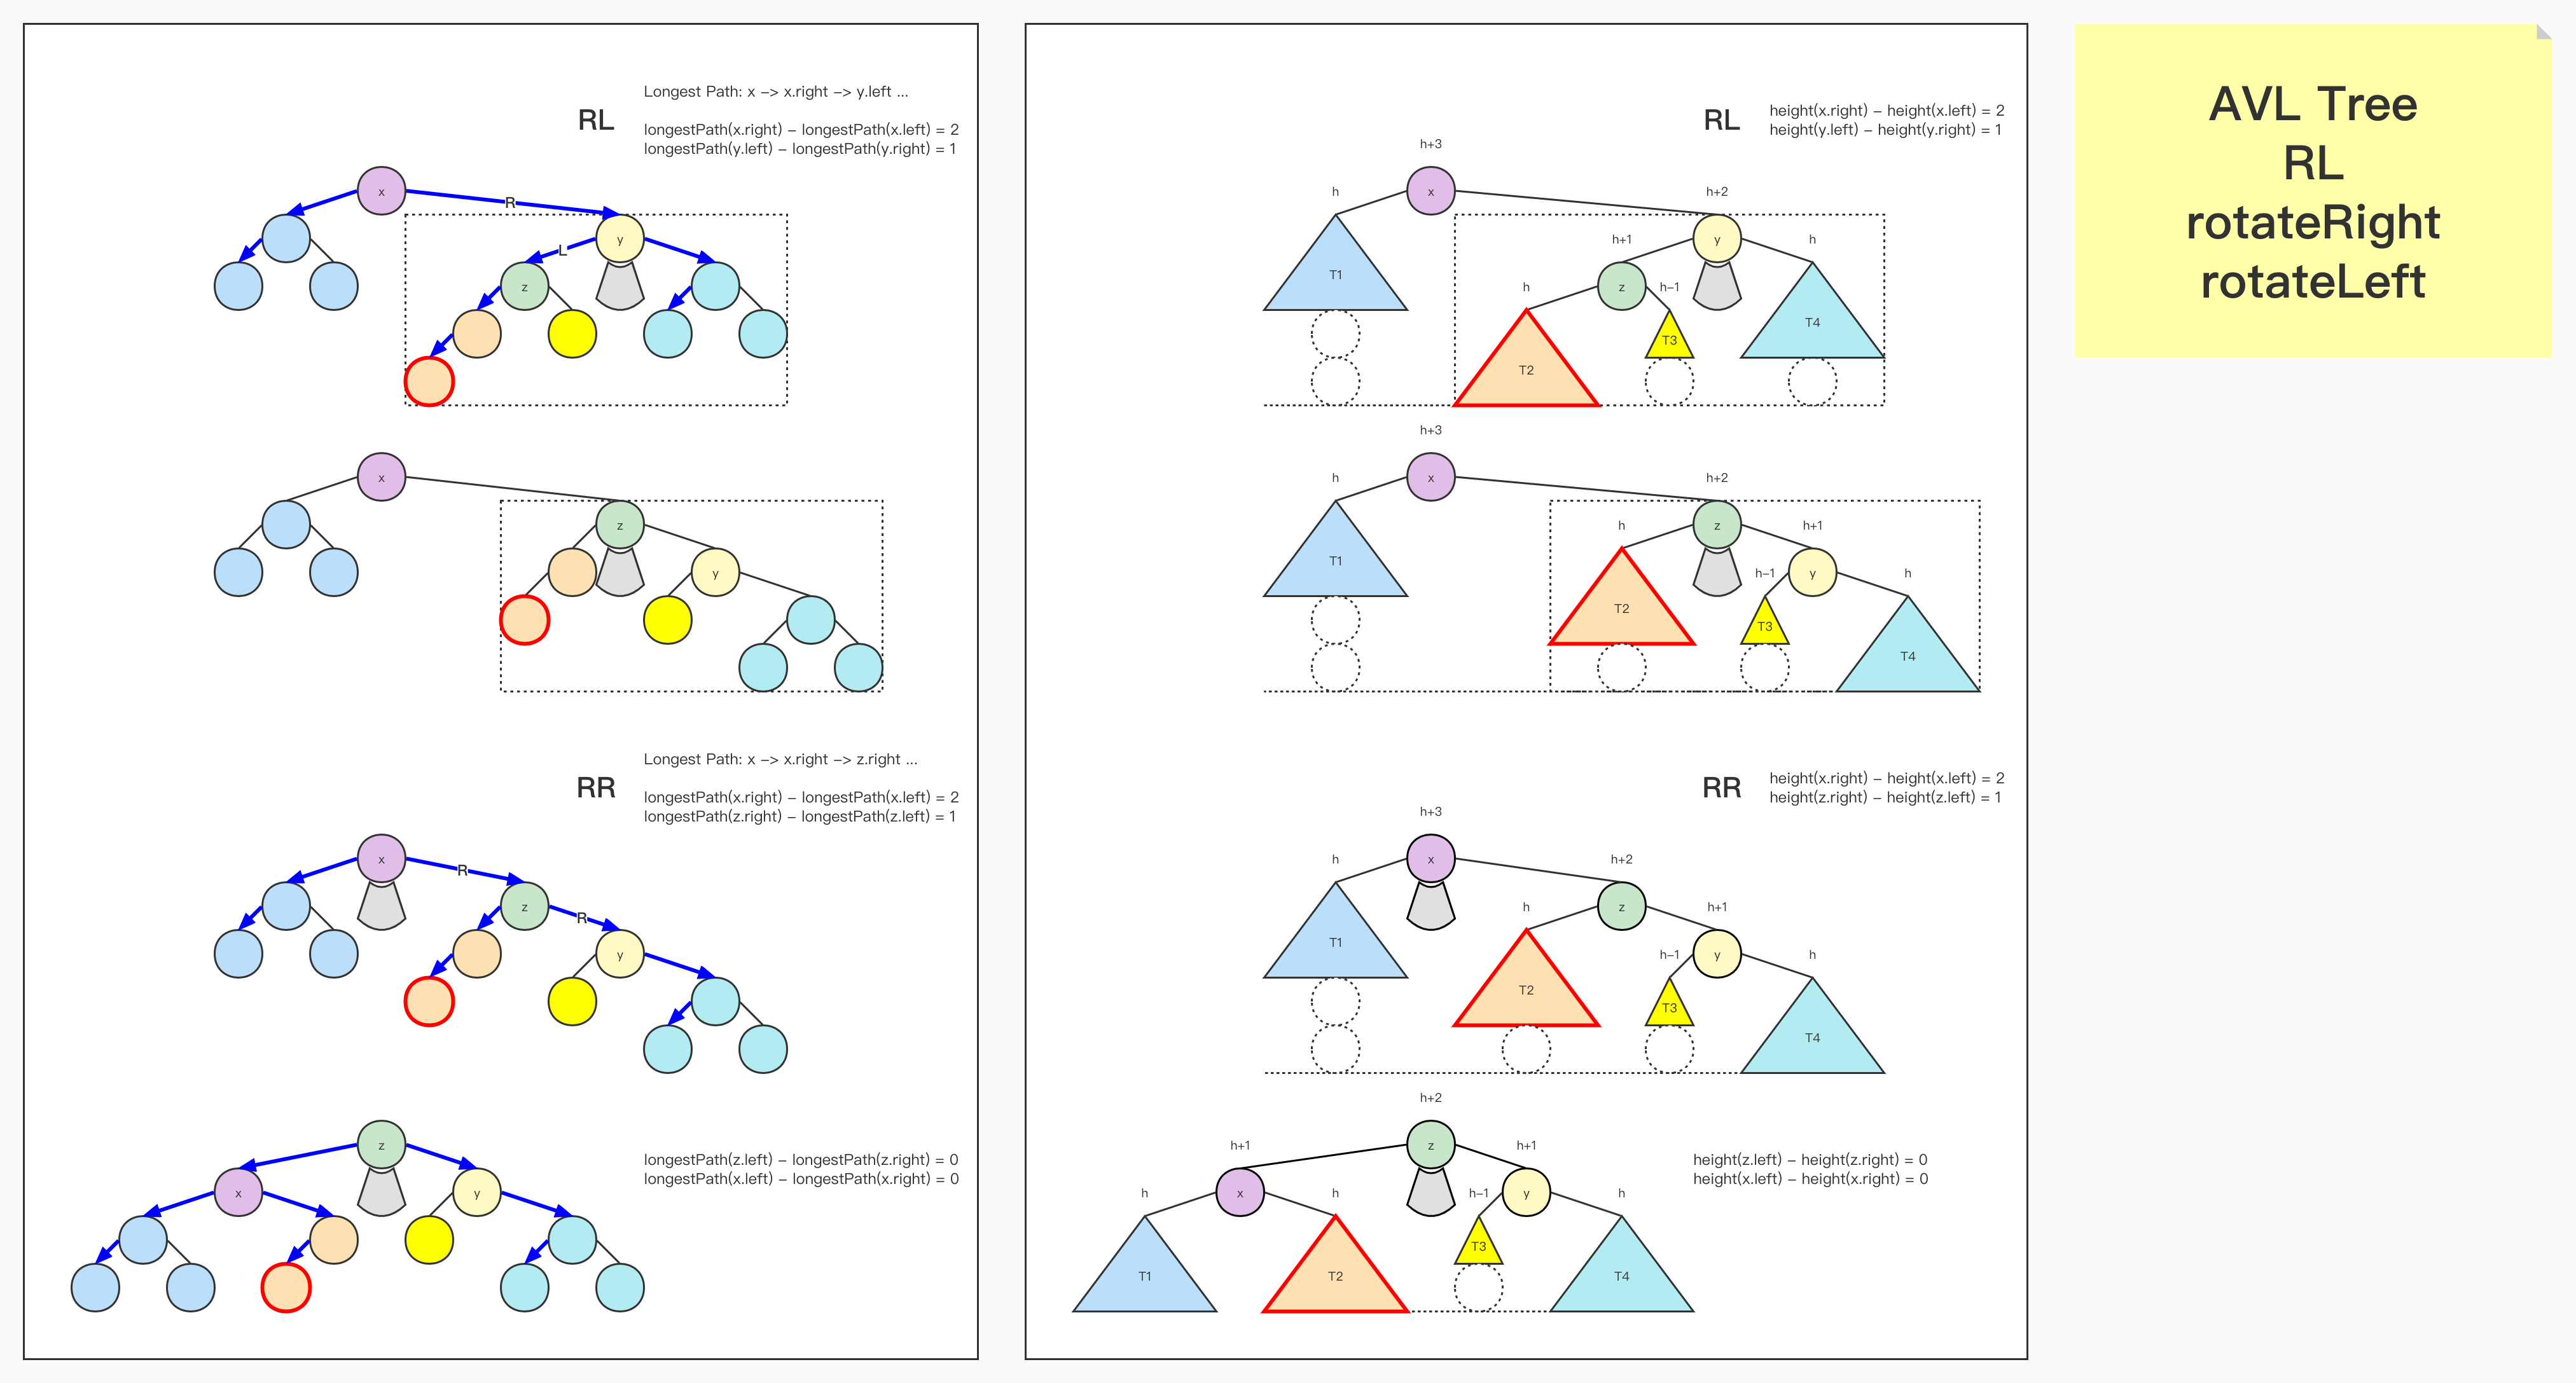 Longest Path: x –> x.right –> y.left ...
RL
longestPath(x.right) – longestPath(x.left) = 2
longestPath(y.left) – longestPath(y.right) = 1
x
R
y
L
z
x
z
y
Longest Path: x –> x.right –> z.right ...
RR
longestPath(x.right) – longestPath(x.left) = 2
longestPath(z.right) – longestPath(z.left) = 1
x
R
z
R
y
z
longestPath(z.left) – longestPath(z.right) = 0
longestPath(x.left) – longestPath(x.right) = 0
x
y
RL
height(x.right) – height(x.left) = 2
height(y.left) – height(y.right) = 1
h+3
h
x
h+2
h+1
y
h
T1
h
z
h–1
T4
T3
T2
h+3
h
x
h+2
h
z
h+1
T1
h–1
y
h
T2
T3
T4
RR
height(x.right) – height(x.left) = 2
height(z.right) – height(z.left) = 1
h+3
h
x
h+2
h
z
h+1
T1
h–1
y
h
T2
T3
T4
h+2
h+1
z
h+1
height(z.left) – height(z.right) = 0
height(x.left) – height(x.right) = 0
h
x
h
h–1
y
h
T3
T1
T2
T4
AVL Tree
RL
rotateRight
rotateLeft